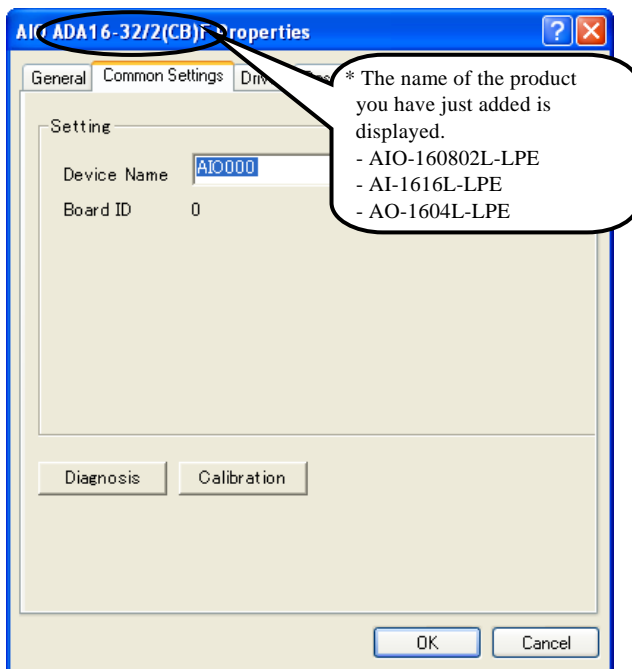 AIO ADA16-32/2(CB)F Properties
General Common Settings
* The name of the product
you have just added is
displayed.
- AIO-160802L-LPE
- AI-1616L-LPE
- AO-1604L-LPE
Setting
Device Name AIO000
Board ID 0
Diagnosis Calibration
OK Cancel